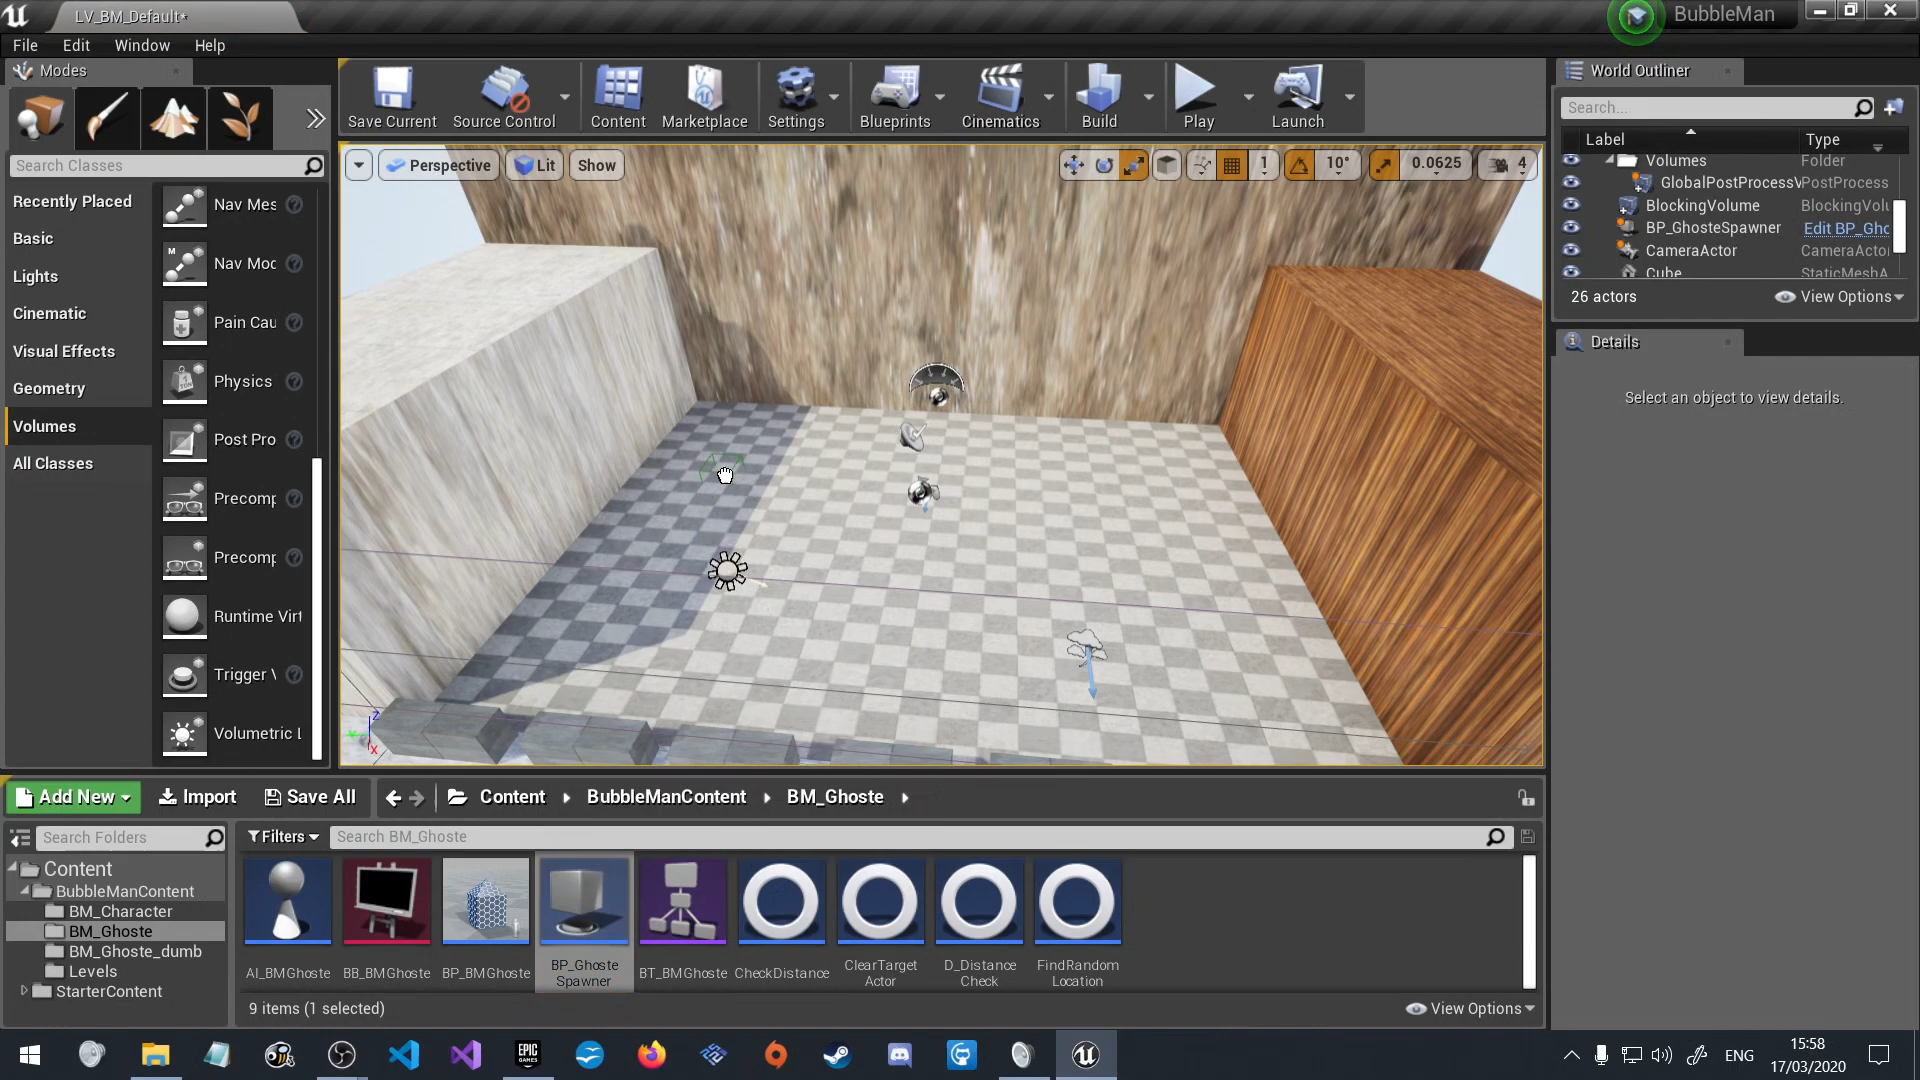 LV_BM_Default*
BubbleMan
File Edit Window Help
Modes
Search Classes
Recently Placed
Basic
Lights
Cinematic
Visual Effects
Geometry
Volumes
All Classes
Nav Mes
M
Nav Moc
Pain Cau
Physics
Post Pro
Precomp
Precomp
Runtime Virt
Trigger V
Volumetric L
Save Current
Source Control
Content
Marketplace
Settings
Blueprints
Cinematics
Build
Play
Launch
Perspective
Lit
Show
1
10°
0.0625
4
z
y
x
World Outliner
Search...
Label Type
Volumes Folder
GlobalPostProcessV PostProcess
BlockingVolume BlockingVolu
BP_GhosteSpawner Edit BP_Gho
CameraActor CameraActor
Cube StaticMeshA
26 actors
View Options
Details
Select an object to view details.
Add New
Import
Save All
Content
BubbleManContent
BM_Ghoste
Search Folders
Content
BubbleManContent
BM_Character
BM_Ghoste
BM_Ghoste_dumb
Levels
StarterContent
Filters
Search BM_Ghoste
AI_BMGhoste
BB_BMGhoste
BP_BMGhoste
BP_Ghoste
Spawner
BT_BMGhoste
CheckDistance
ClearTarget
Actor
D_Distance
Check
FindRandom
Location
9 items (1 selected)
View Options
EPIC
GAMES
ENG
15:58
17/03/2020